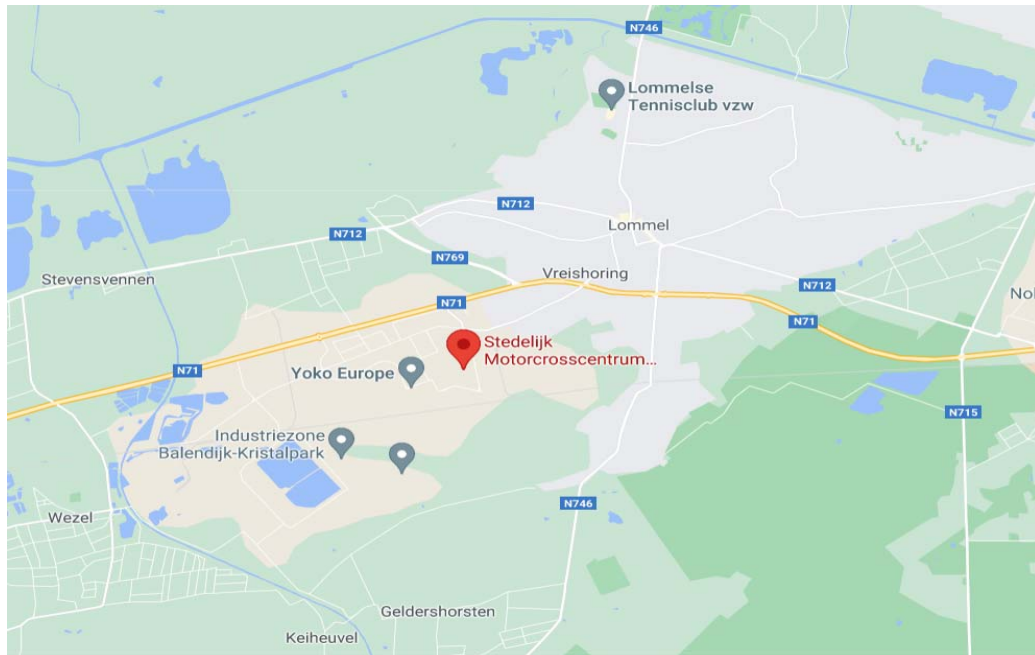 N746
Lommelse
Tennisclub vzw
N712
Lommel
N712
Vreishoring
N769
Stevensvennen
N712
Nol
N71
N71
Stedelijk
Motorcrosscentrum...
N71
Yoko Europe
N715
Industriezone
Balendijk-Kristalpark
N746
Wezel
Geldershorsten
Keiheuvel